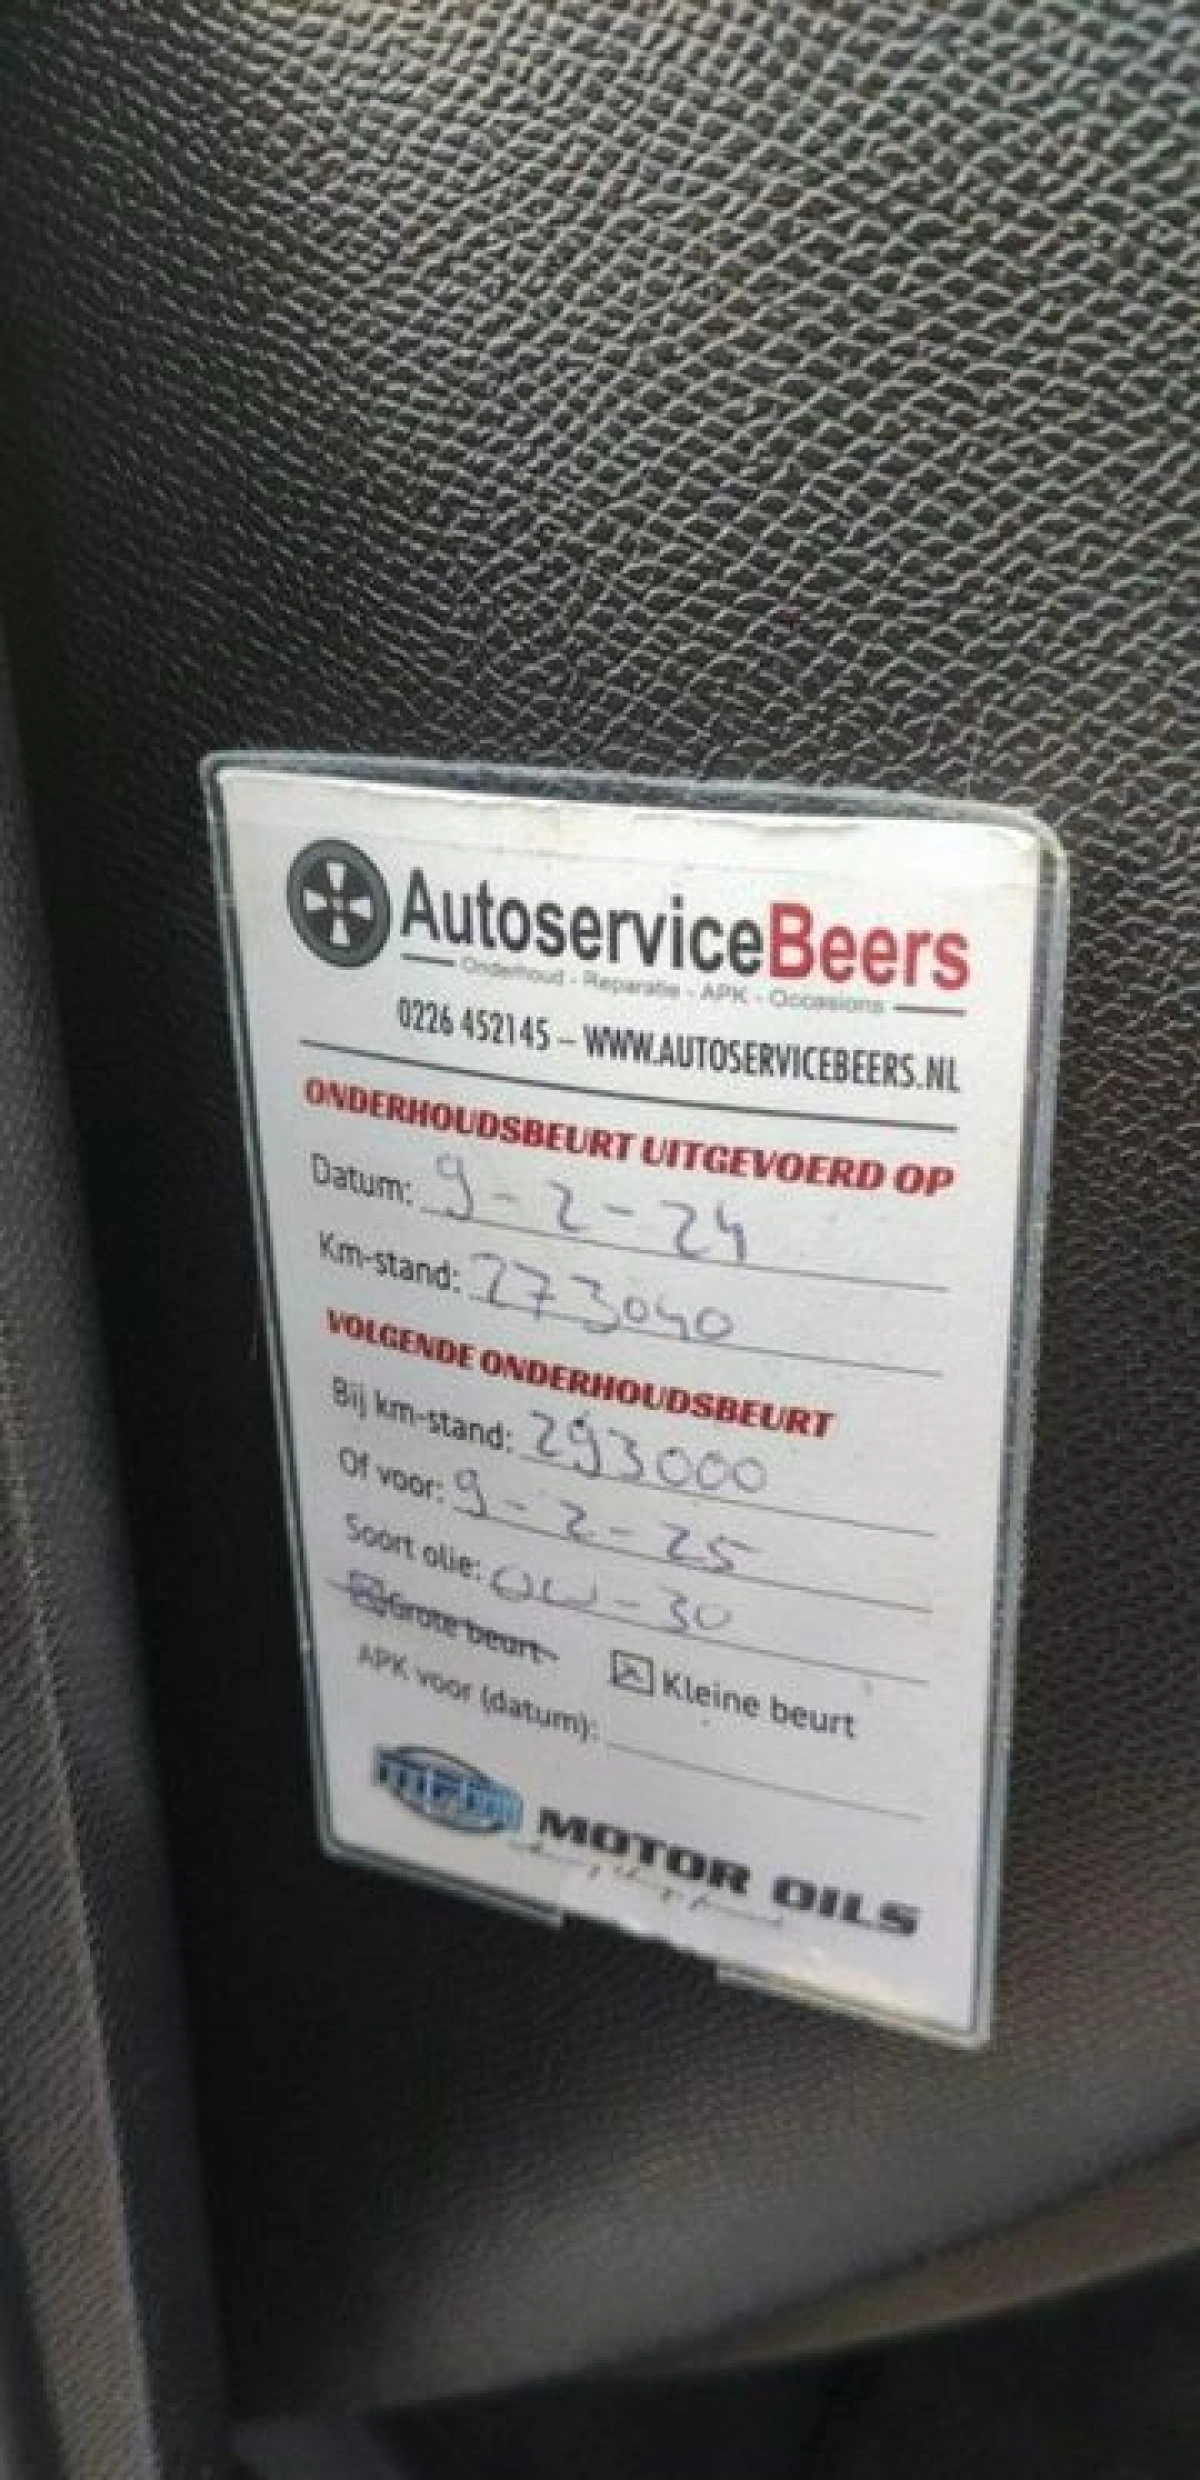 AutoserviceBeers
Onderhoud - Reparatie - APK - Occasions
0226 452145 – WWW.AUTOSERVICEBEERS.NL
ONDERHOUDSBEURT UITGEVOERD OP
Datum: 9-2-24
Km-stand: 273040
VOLGENDE ONDERHOUDSBEURT
Bij km-stand: 293000
Of voor: 9-2-25
Soort olie: 0W-30
Grote beurt Kleine beurt
APK voor (datum):
MOTOR OILS